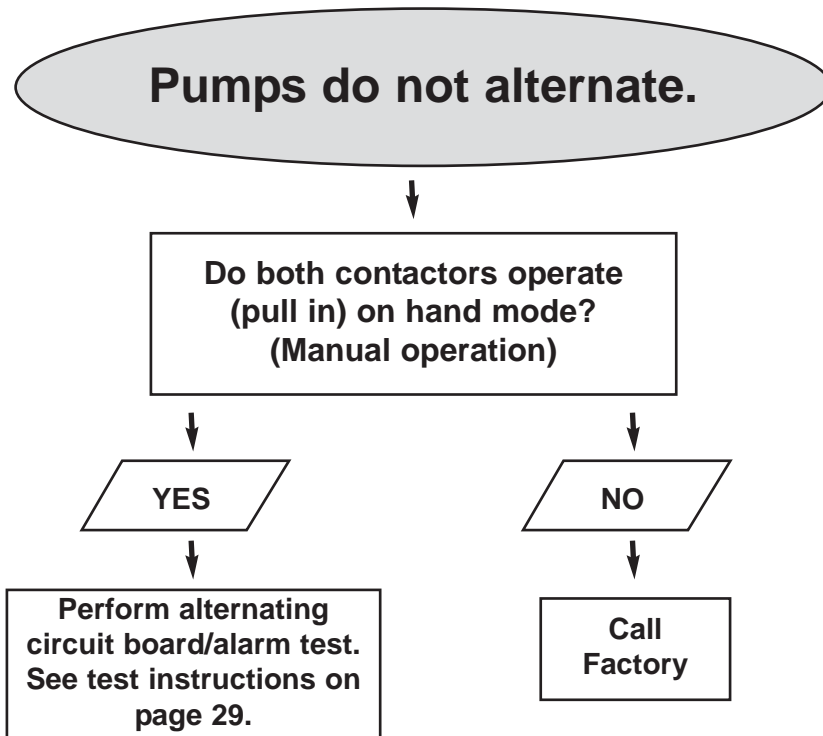 Pumps do not alternate.
Do both contactors operate
(pull in) on hand mode?
(Manual operation)
YES
NO
Perform alternating
circuit board/alarm test.
See test instructions on
page 29.
Call
Factory